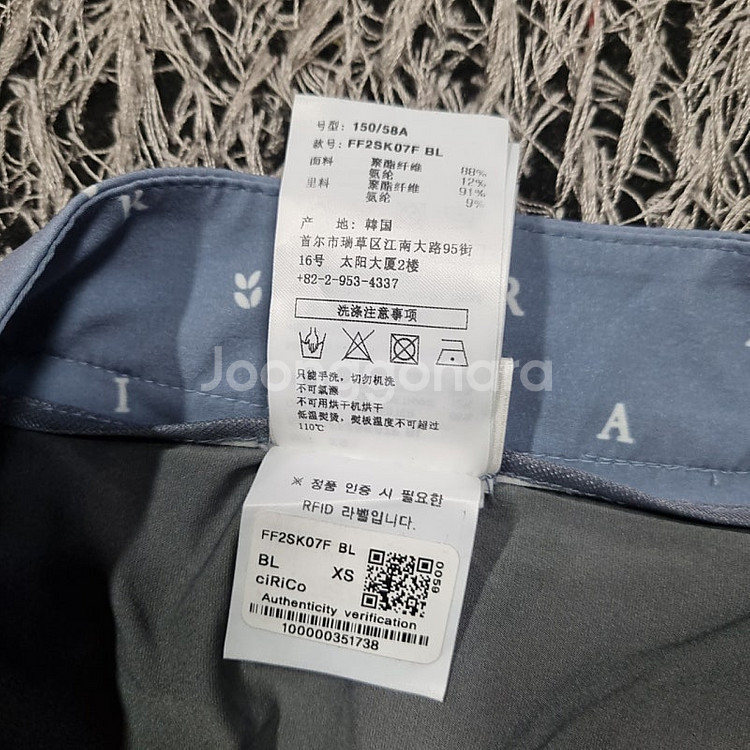 号型: 150/58A
款号: FF2SK07F BL
面料 聚酯纤维 88%
氨纶 12%
里料 聚酯纤维 91%
氨纶 9%
产 地: 韓国
首尔市瑞草区江南大路95街
16号 太阳大厦2楼
+82-2-953-4337
洗涤注意事项
只能手洗，切勿机洗
不可氯漂
不可用烘干机烘干
低温熨烫，熨板温度不可超过
110℃
※ 정품 인증 시 필요한
RFID 라벨입니다.
FF2SK07F BL
BL XS
ciRiCo
0059
Authenticity verification
100000351738
R
R
I
A
Joonggonara